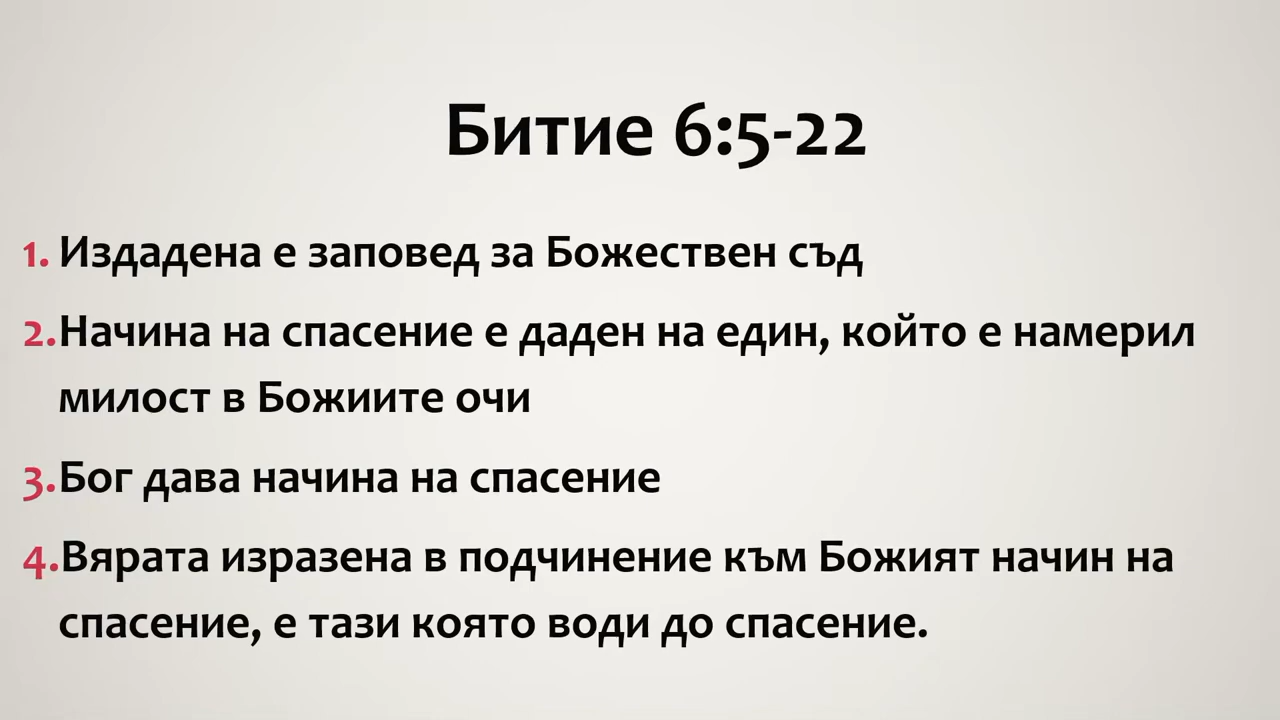 Битие 6:5-22
1. Издадена е заповед за Божествен съд
2.Начина на спасение е даден на един, който е намерил
милост в Божиите очи
3.Бог дава начина на спасение
4.Вярата изразена в подчинение към Божият начин на
спасение, е тази която води до спасение.